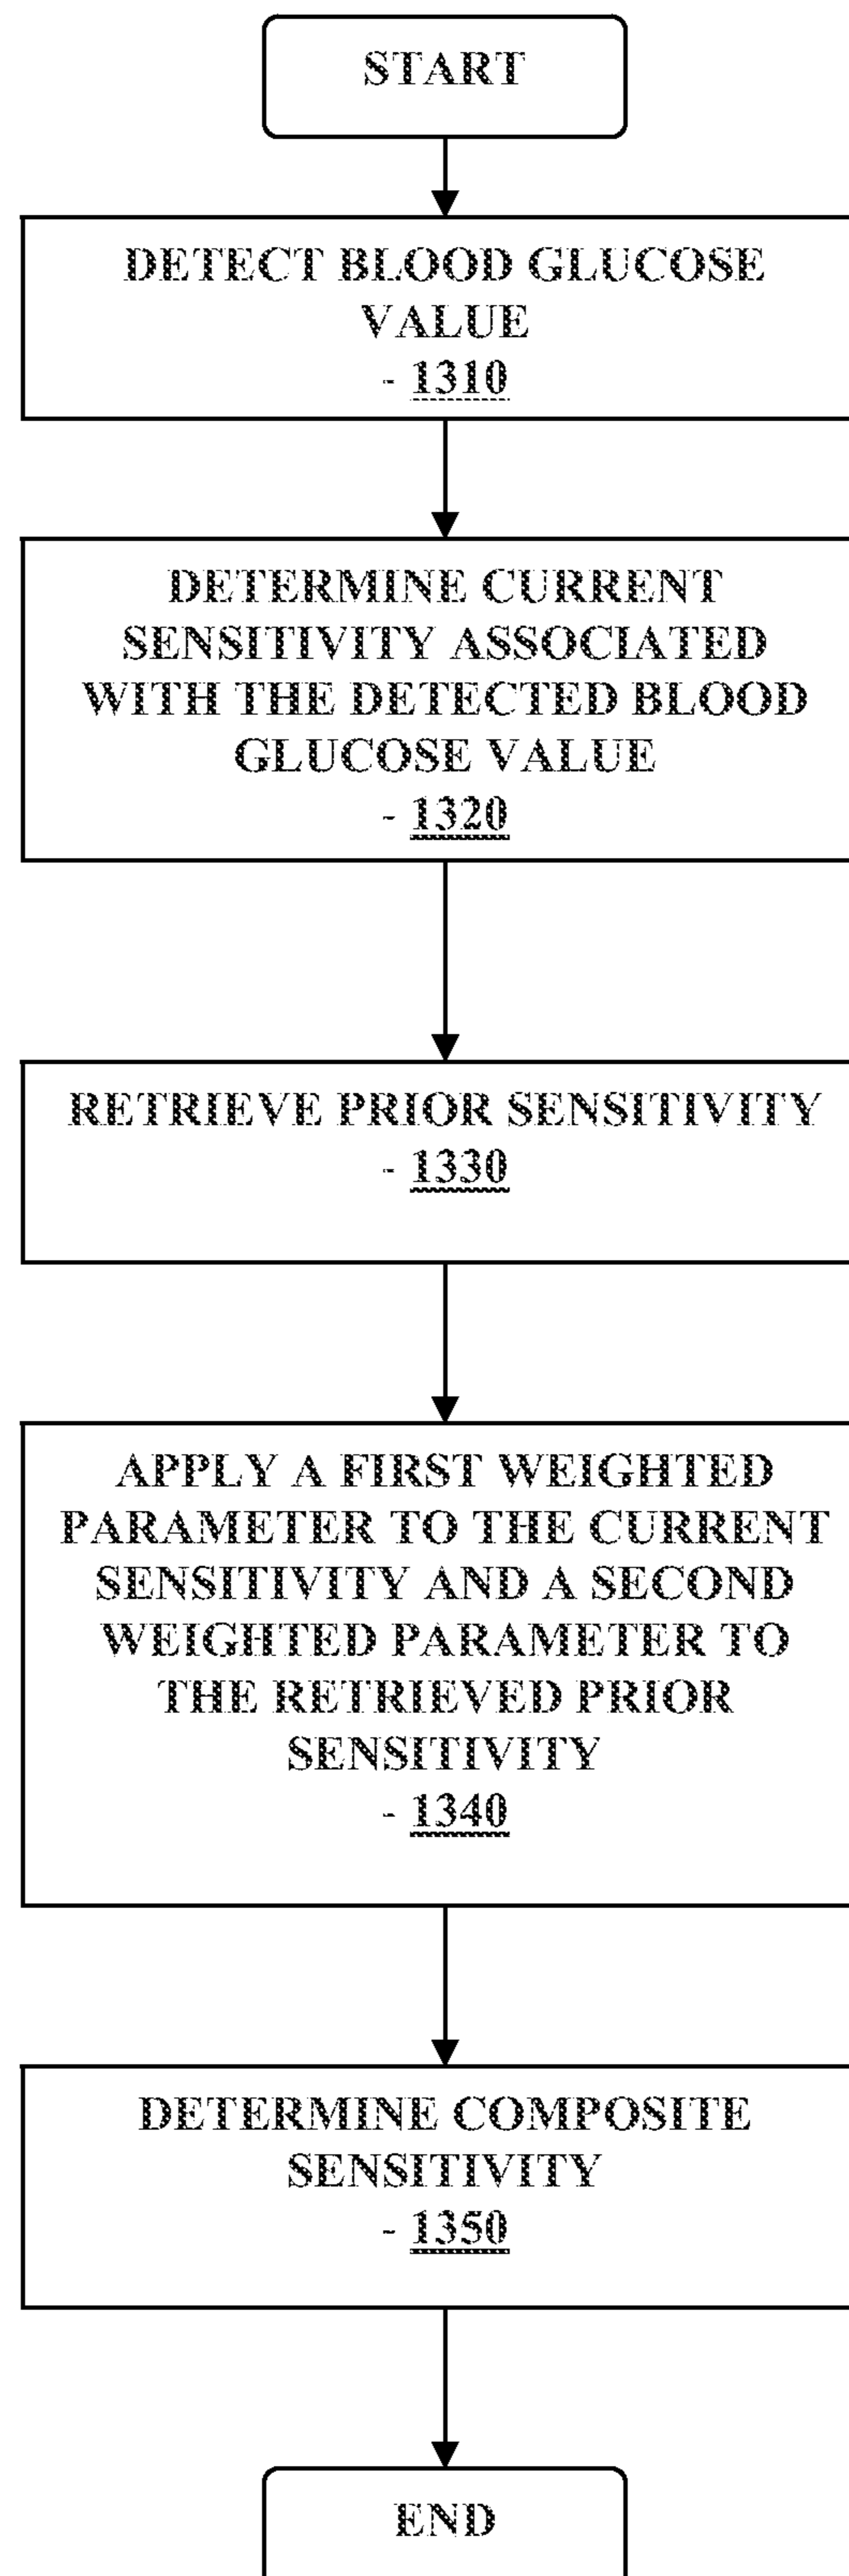 START
DETECT BLOOD GLUCOSE
VALUE
- 1310
DETERMINE CURRENT
SENSITIVITY ASSOCIATED
WITH THE DETECTED BLOOD
GLUCOSE VALUE
- 1320
RETRIEVE PRIOR SENSITIVITY
- 1330
APPLY A FIRST WEIGHTED
PARAMETER TO THE CURRENT
SENSITIVITY AND A SECOND
WEIGHTED PARAMETER TO
THE RETRIEVED PRIOR
SENSITIVITY
- 1340
DETERMINE COMPOSITE
SENSITIVITY
- 1350
END